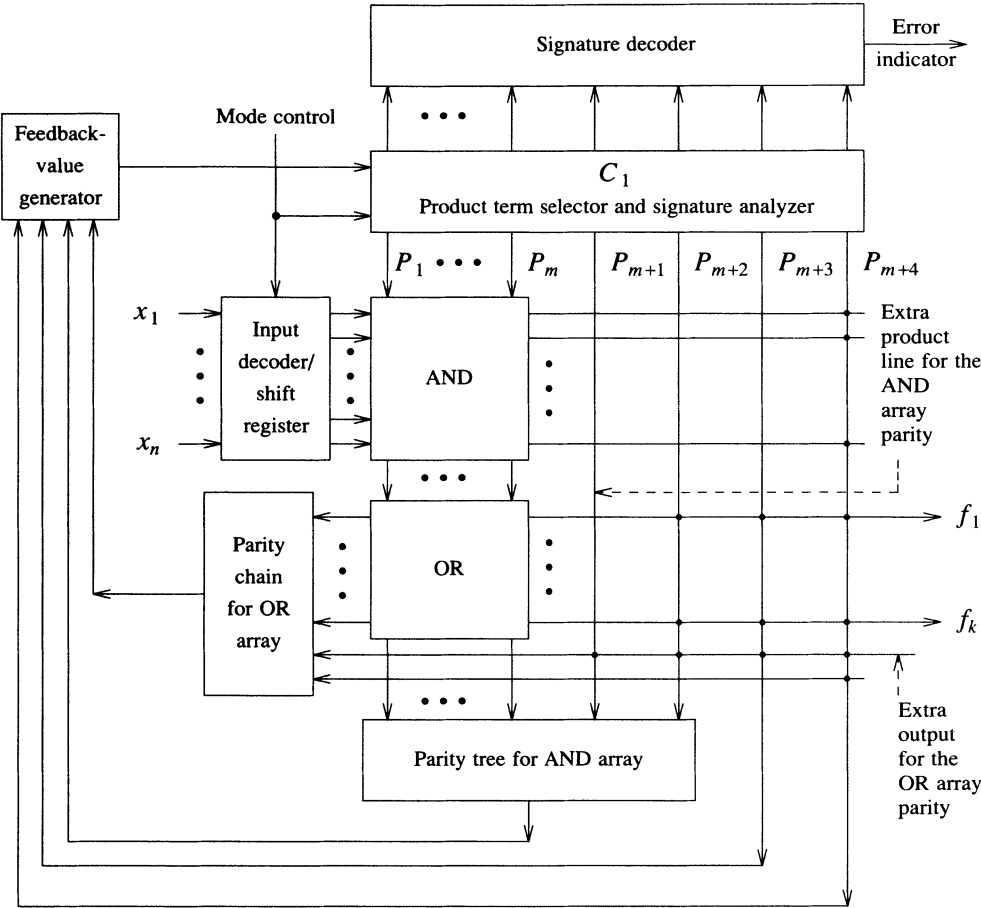 Signature decoder
Error
indicator
Mode control
Feedback-
value
generator
C1
Product term selector and signature analyzer
P1 • • • Pm Pm+1 Pm+2 Pm+3 Pm+4
x1
xn
Input
decoder/
shift
register
AND
Extra
product
line for the
AND
array
parity
Parity
chain
for OR
array
OR
f1
fk
Extra
output
for the
OR array
parity
Parity tree for AND array